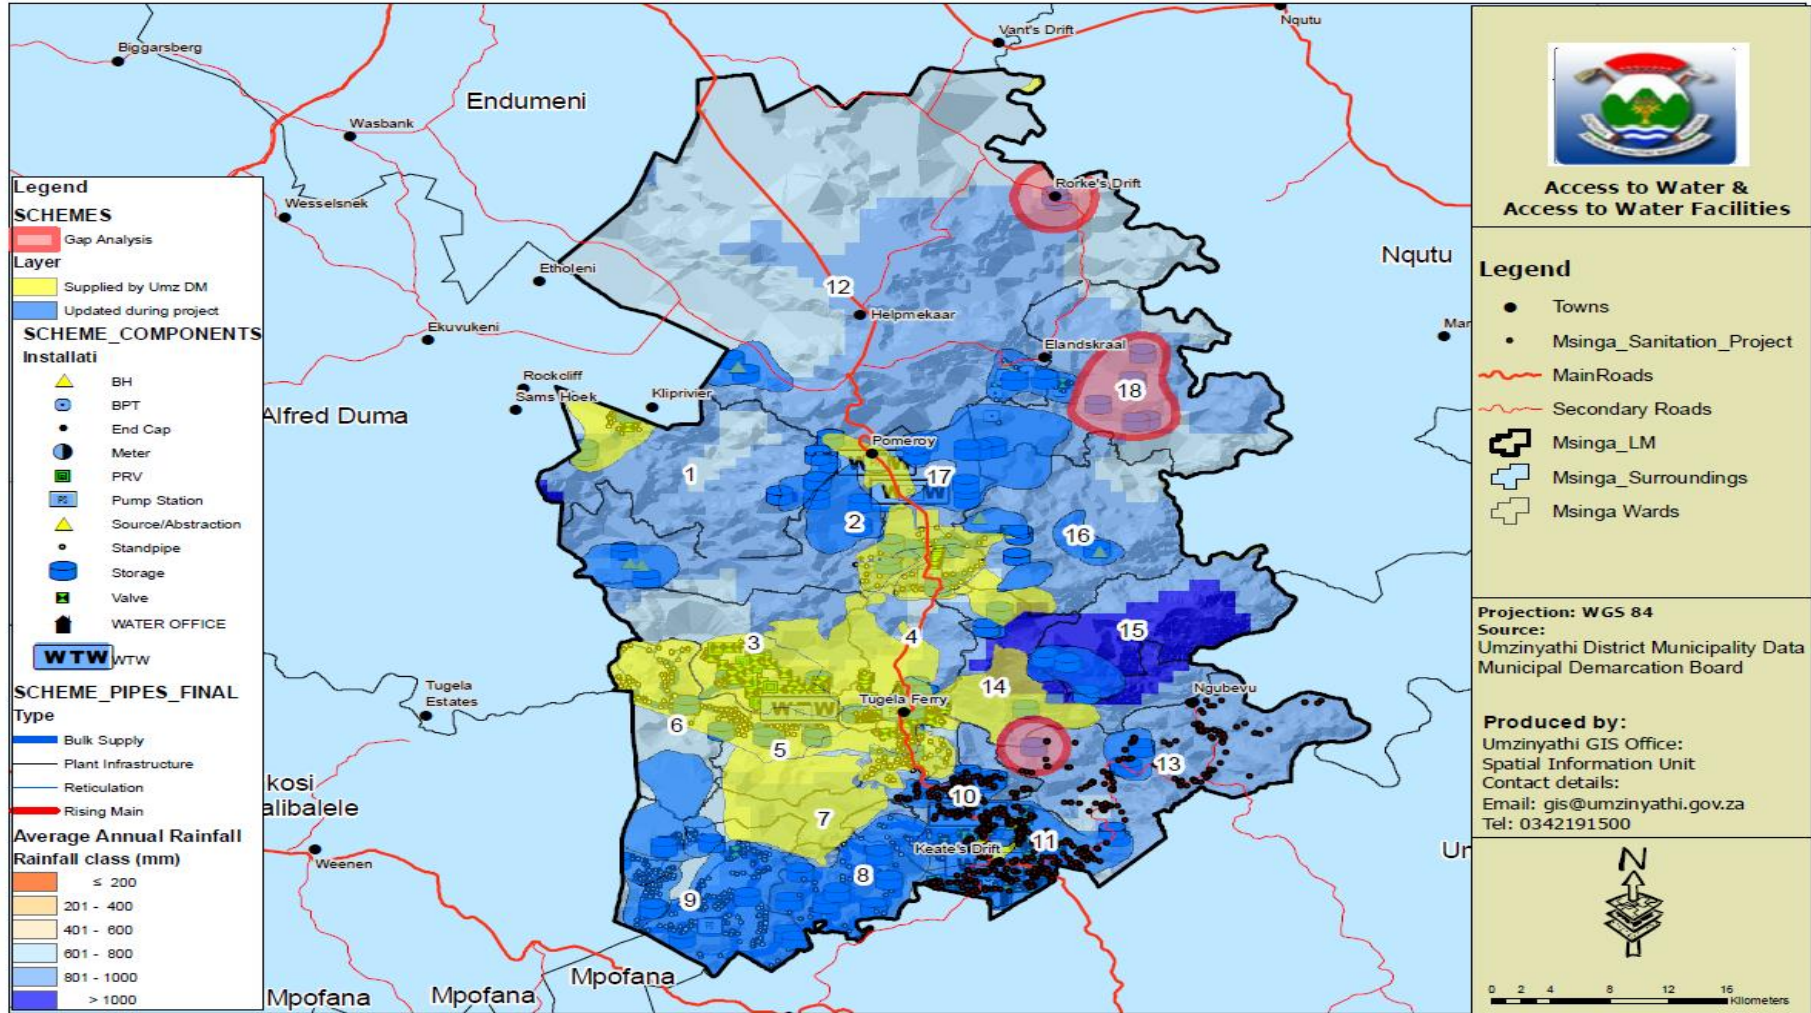 Biggarsberg
Vant's Drift
Nqutu
Endumeni
Wasbank
Wesselsnek
Rorke's Drift
Nqutu
Etholeni
12
Helpmekaar
Ekuvukeni
Elandskraal
Mar
Rockcliff
Sams Hoek
Kliprivier
18
Alfred Duma
Pomeroy
1
17
W W
2
16
15
3
4
14
Ngubevu
Tugela
Estates
Tugela Ferry
6
5
13
kosi
alibalele
10
7
Keate's Drift
11
Ur
Weenen
8
9
Mpofana
Mpofana
Mpofana
Legend
SCHEMES
Gap Analysis
Layer
Supplied by Umz DM
Updated during project
SCHEME_COMPONENTS
Installati
BH
BPT
End Cap
Meter
PRV
PS Pump Station
Source/Abstraction
Standpipe
Storage
Valve
WATER OFFICE
WTW WTW
SCHEME_PIPES_FINAL
Type
Bulk Supply
Plant Infrastructure
Reticulation
Rising Main
Average Annual Rainfall
Rainfall class (mm)
≤ 200
201 - 400
401 - 600
601 - 800
801 - 1000
> 1000
Access to Water &
Access to Water Facilities
Legend
Towns
Msinga_Sanitation_Project
MainRoads
Secondary Roads
Msinga_LM
Msinga_Surroundings
Msinga Wards
Projection: WGS 84
Source:
Umzinyathi District Municipality Data
Municipal Demarcation Board
Produced by:
Umzinyathi GIS Office:
Spatial Information Unit
Contact details:
Email: gis@umzinyathi.gov.za
Tel: 0342191500
N
0 2 4 8 12 16
Kilometers